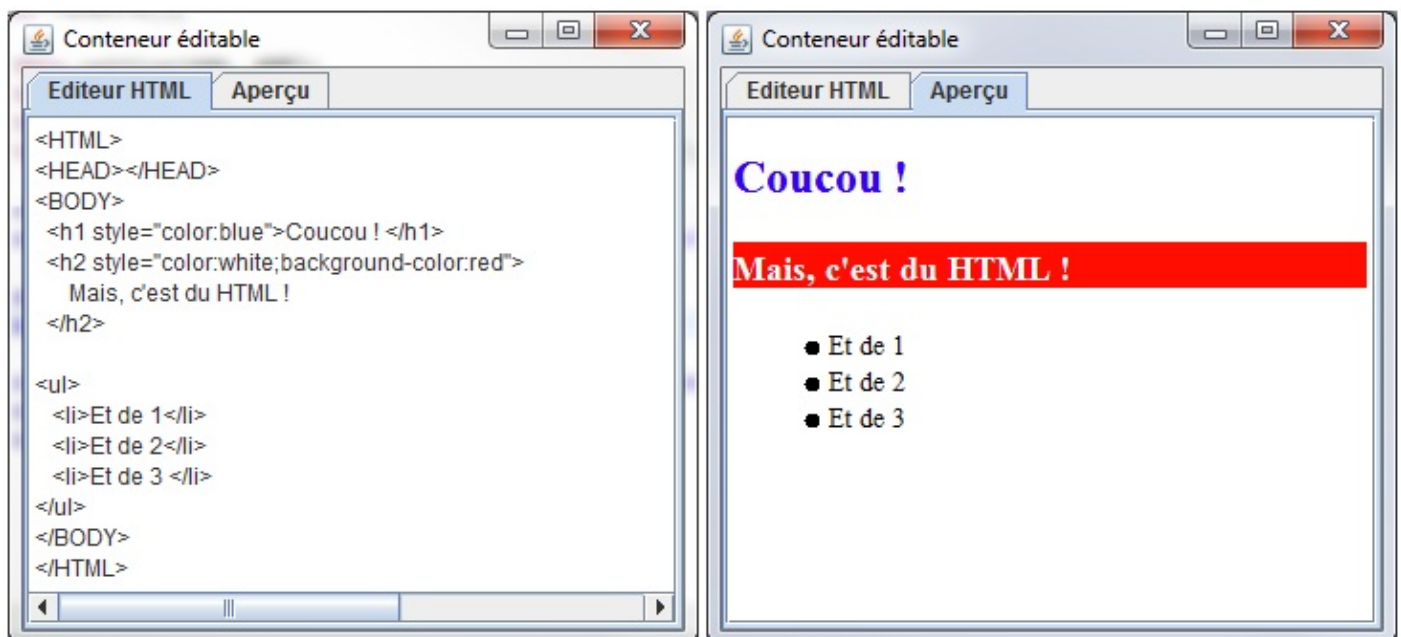 Conteneur éditable
Editeur HTML Aperçu
<HTML>
<HEAD></HEAD>
<BODY>
<h1 style="color:blue">Coucou ! </h1>
<h2 style="color:white;background-color:red">
Mais, c'est du HTML !
</h2>
<ul>
<li>Et de 1</li>
<li>Et de 2</li>
<li>Et de 3 </li>
</ul>
</BODY>
</HTML>
Conteneur éditable
Editeur HTML Aperçu
Coucou !
Mais, c'est du HTML !
Et de 1
Et de 2
Et de 3